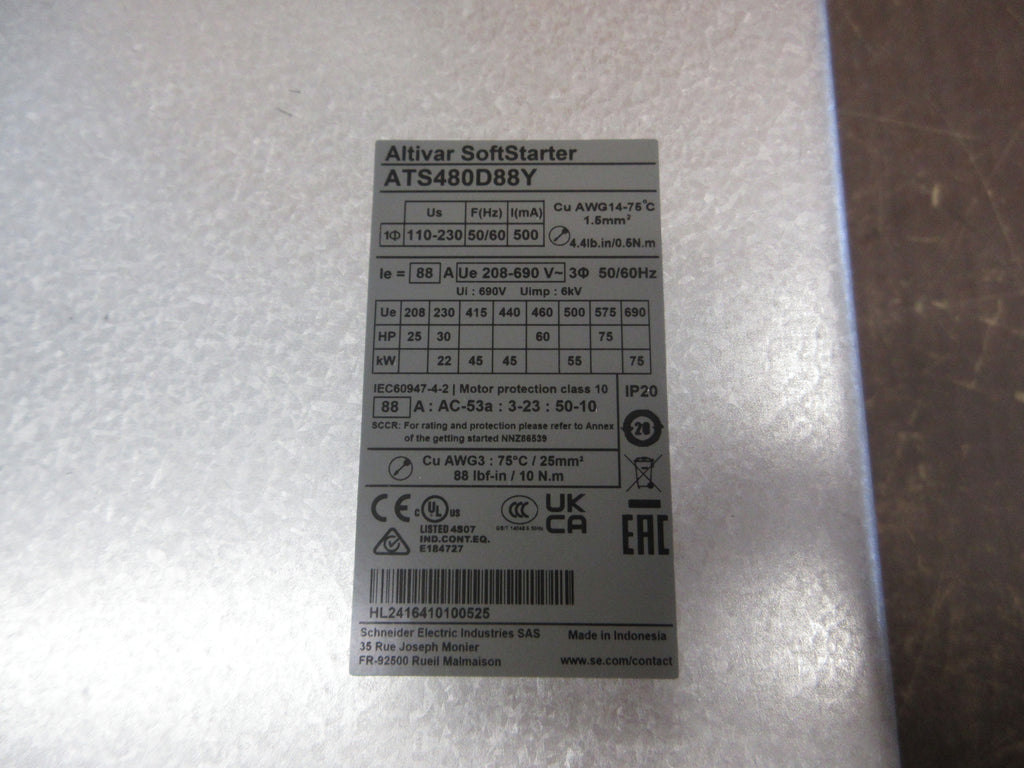 Altivar SoftStarter
ATS480D88Y
Us F(Hz) I(mA)
1Φ 110-230 50/60 500
Cu AWG14-75°C
1.5mm²
4.4lb.in/0.5N.m
Ie = 88 A Ue 208-690 V~ 3Φ 50/60Hz
Ui : 690V Uimp : 6kV
Ue 208 230 415 440 460 500 575 690
HP 25 30 60 75
kW 22 45 45 55 75
IEC60947-4-2 | Motor protection class 10
88 A : AC-53a : 3-23 : 50-10
SCCR: For rating and protection please refer to Annex
of the getting started NNZ86539
IP20
20
Cu AWG3 : 75°C / 25mm²
88 lbf-in / 10 N.m
CE c UL us CCC UK
CA
EAC
LISTED 4S07
IND.CONT.EQ.
E184727
HL2416410100525
Schneider Electric Industries SAS
35 Rue Joseph Monier
FR-92500 Rueil Malmaison
Made in Indonesia
www.se.com/contact